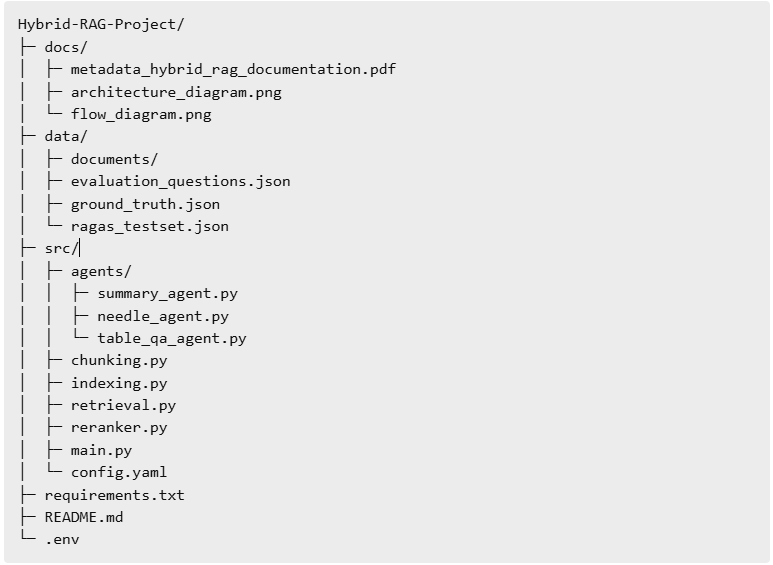 Hybrid-RAG-Project/
├─ docs/
│  ├─ metadata_hybrid_rag_documentation.pdf
│  ├─ architecture_diagram.png
│  └─ flow_diagram.png
├─ data/
│  ├─ documents/
│  ├─ evaluation_questions.json
│  ├─ ground_truth.json
│  └─ ragas_testset.json
├─ src/
│  ├─ agents/
│  │  ├─ summary_agent.py
│  │  ├─ needle_agent.py
│  │  └─ table_qa_agent.py
│  ├─ chunking.py
│  ├─ indexing.py
│  ├─ retrieval.py
│  ├─ reranker.py
│  ├─ main.py
│  └─ config.yaml
├─ requirements.txt
├─ README.md
└─ .env